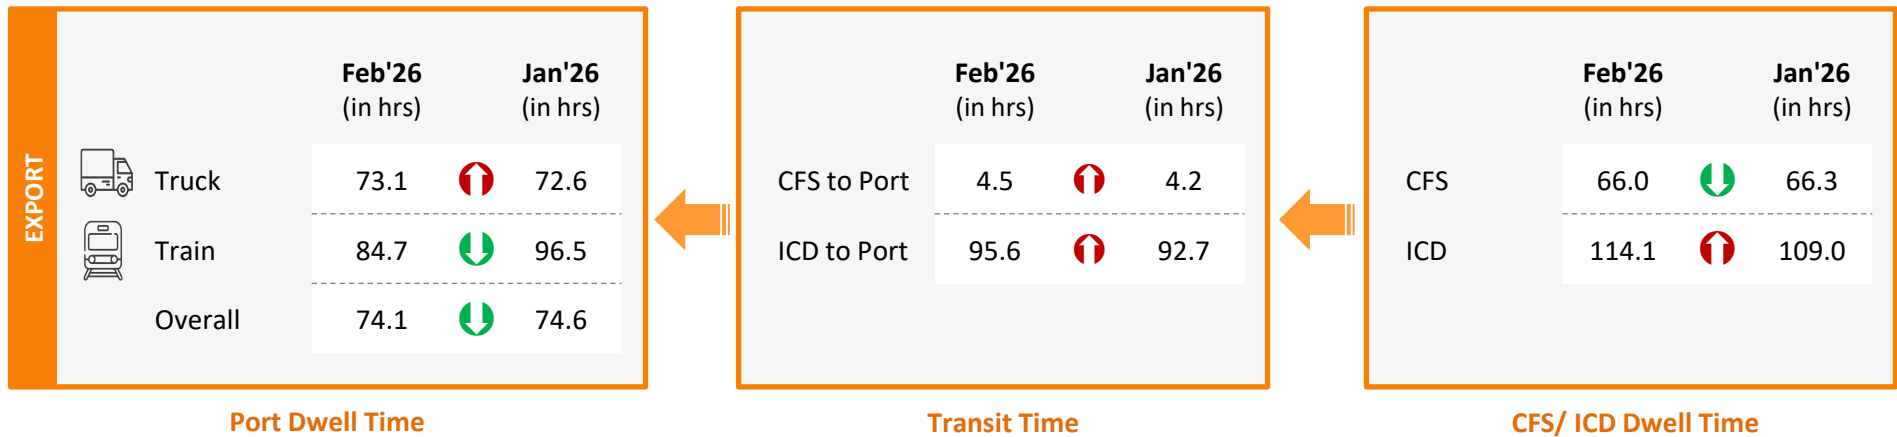 EXPORT
Feb'26 Jan'26
(in hrs) (in hrs)
Truck 73.1 72.6
Train 84.7 96.5
Overall 74.1 74.6
Port Dwell Time
Feb'26 Jan'26
(in hrs) (in hrs)
CFS to Port 4.5 4.2
ICD to Port 95.6 92.7
Transit Time
Feb'26 Jan'26
(in hrs) (in hrs)
CFS 66.0 66.3
ICD 114.1 109.0
CFS/ ICD Dwell Time